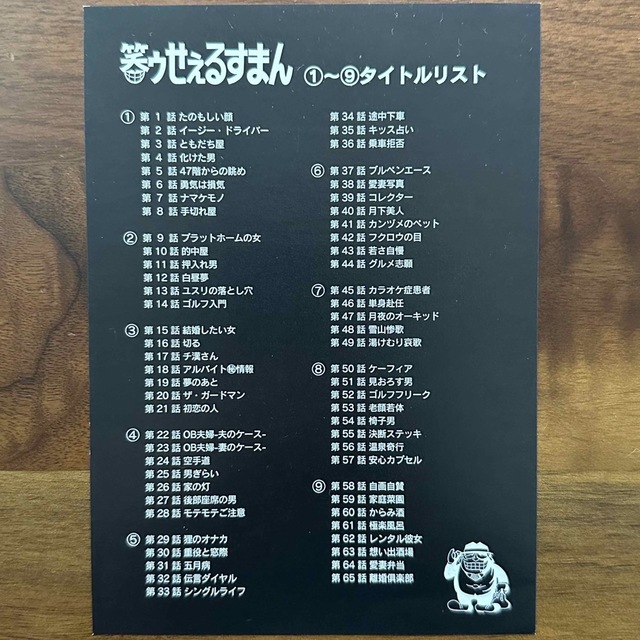 笑ゥせぇるすまん ①〜⑨タイトルリスト
① 第 1 話 たのもしい顔
第 2 話 イージー・ドライバー
第 3 話 ともだち屋
第 4 話 化けた男
第 5 話 47階からの眺め
第 6 話 勇気は損気
第 7 話 ナマケモノ
第 8 話 手切れ屋
② 第 9 話 プラットホームの女
第 10 話 的中屋
第 11 話 押入れ男
第 12 話 白昼夢
第 13 話 ユスリの落とし穴
第 14 話 ゴルフ入門
③ 第 15 話 結婚したい女
第 16 話 切る
第 17 話 チ漢さん
第 18 話 アルバイト㊙情報
第 19 話 夢のあと
第 20 話 ザ・ガードマン
第 21 話 初恋の人
④ 第 22 話 OB夫婦-夫のケース-
第 23 話 OB夫婦-妻のケース-
第 24 話 空手道
第 25 話 男ぎらい
第 26 話 家の灯
第 27 話 後部座席の男
第 28 話 モテモテご注意
⑤ 第 29 話 狸のオナカ
第 30 話 重役と窓際
第 31 話 五月病
第 32 話 伝言ダイヤル
第 33 話 シングルライフ
第 34 話 途中下車
第 35 話 キッス占い
第 36 話 乗車拒否
⑥ 第 37 話 ブルペンエース
第 38 話 愛妻写真
第 39 話 コレクター
第 40 話 月下美人
第 41 話 カンヅメのペット
第 42 話 フクロウの目
第 43 話 若さ自慢
第 44 話 グルメ志願
⑦ 第 45 話 カラオケ症患者
第 46 話 単身赴任
第 47 話 月夜のオーキッド
第 48 話 雪山惨歌
第 49 話 湯けむり哀歌
⑧ 第 50 話 ケーフィア
第 51 話 見おろす男
第 52 話 ゴルフフリーク
第 53 話 老顔若体
第 54 話 椅子男
第 55 話 決断ステッキ
第 56 話 温泉奇行
第 57 話 安心カプセル
⑨ 第 58 話 自画自賛
第 59 話 家庭菜園
第 60 話 からみ酒
第 61 話 極楽風呂
第 62 話 レンタル彼女
第 63 話 想い出酒場
第 64 話 愛妻弁当
第 65 話 離婚倶楽部